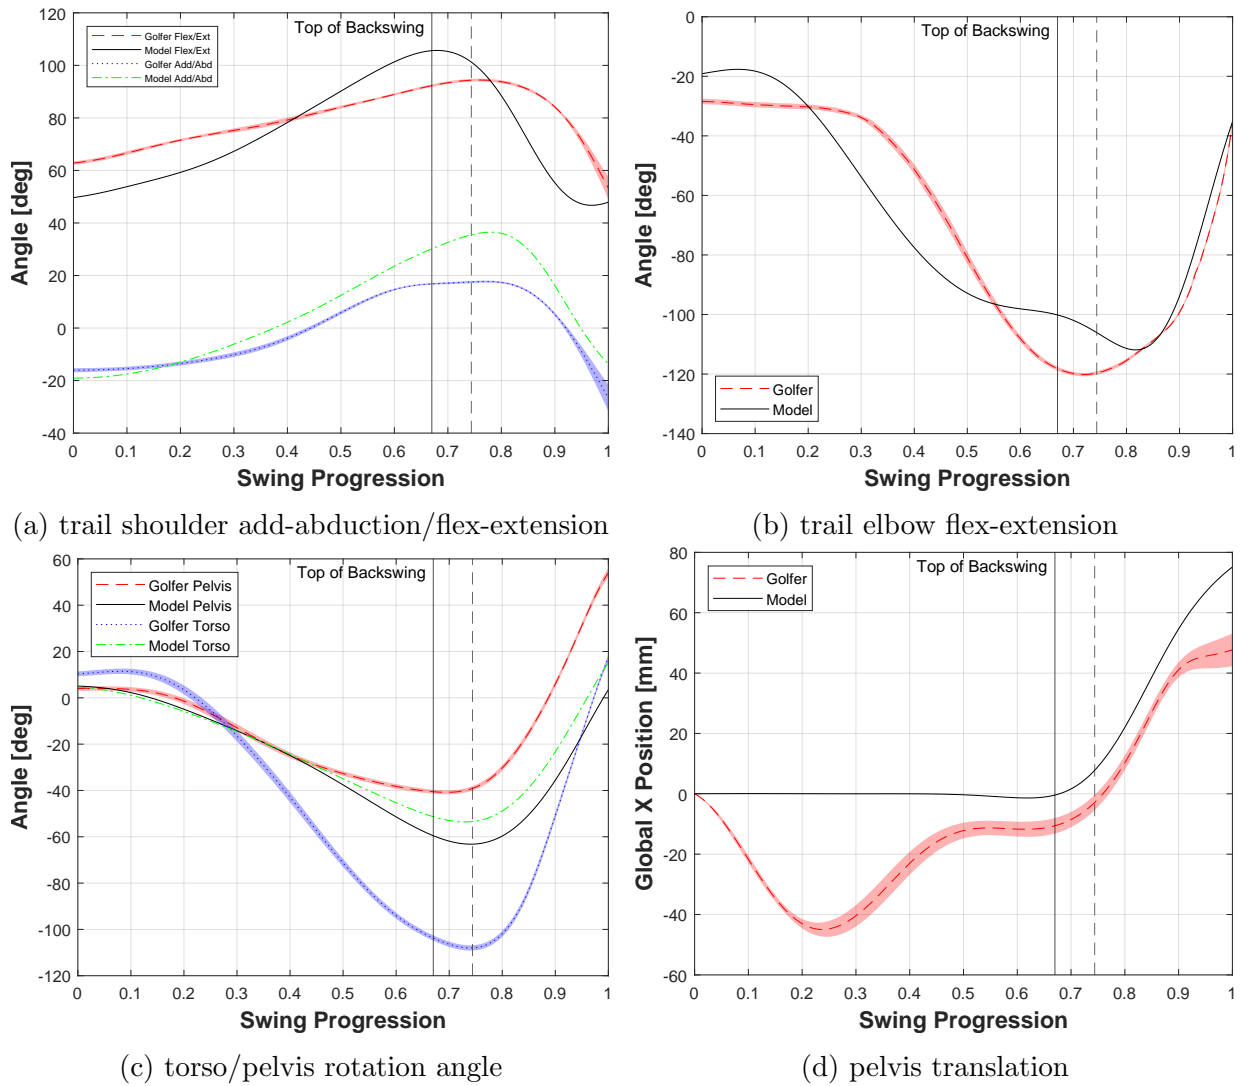 120
100
80
60
40
20
0
-20
-40
Angle [deg]
Top of Backswing
Golfer Flex/Ext
Model Flex/Ext
Golfer Add/Abd
Model Add/Abd
0 0.1 0.2 0.3 0.4 0.5 0.6 0.7 0.8 0.9 1
Swing Progression
(a) trail shoulder add-abduction/flex-extension
0
-20
-40
-60
-80
-100
-120
-140
Angle [deg]
Top of Backswing
Golfer
Model
0 0.1 0.2 0.3 0.4 0.5 0.6 0.7 0.8 0.9 1
Swing Progression
(b) trail elbow flex-extension
60
40
20
0
-20
-40
-60
-80
-100
-120
Angle [deg]
Top of Backswing
Golfer Pelvis
Model Pelvis
Golfer Torso
Model Torso
0 0.1 0.2 0.3 0.4 0.5 0.6 0.7 0.8 0.9 1
Swing Progression
(c) torso/pelvis rotation angle
80
60
40
20
0
-20
-40
-60
Global X Position [mm]
Top of Backswing
Golfer
Model
0 0.1 0.2 0.3 0.4 0.5 0.6 0.7 0.8 0.9 1
Swing Progression
(d) pelvis translation